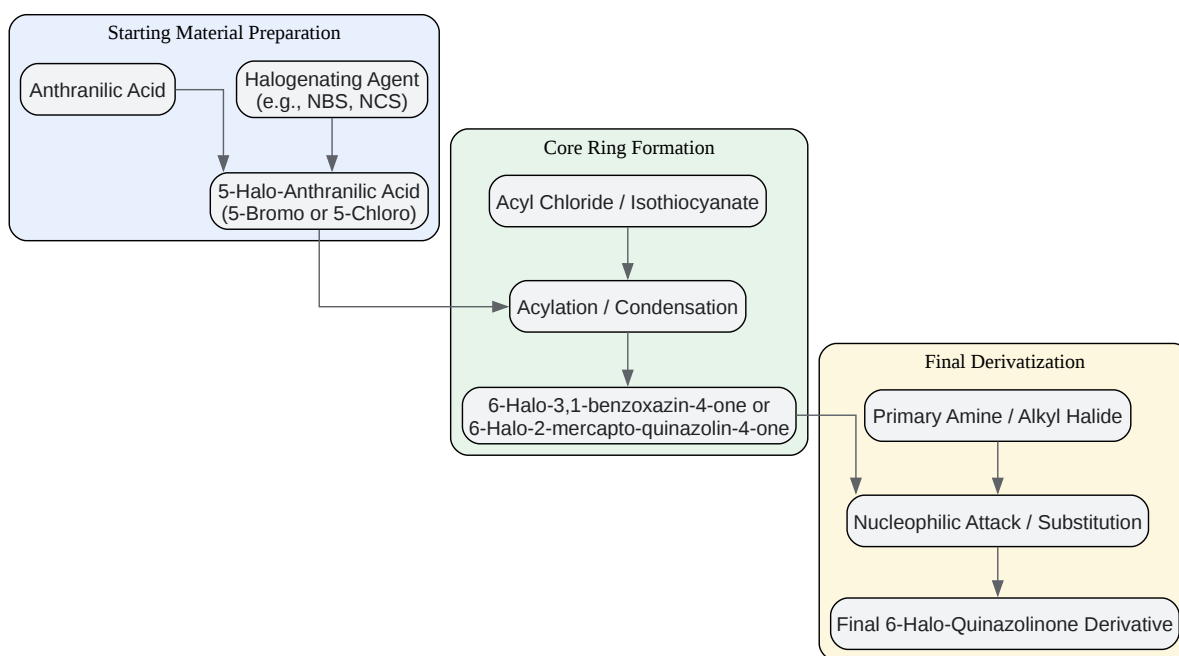 Starting Material Preparation
Anthranilic Acid
Halogenating Agent
(e.g., NBS, NCS)
5-Halo-Anthranilic Acid
(5-Bromo or 5-Chloro)
Core Ring Formation
Acyl Chloride / Isothiocyanate
Acylation / Condensation
6-Halo-3,1-benzoxazin-4-one or
6-Halo-2-mercapto-quinazolin-4-one
Final Derivatization
Primary Amine / Alkyl Halide
Nucleophilic Attack / Substitution
Final 6-Halo-Quinazolinone Derivative